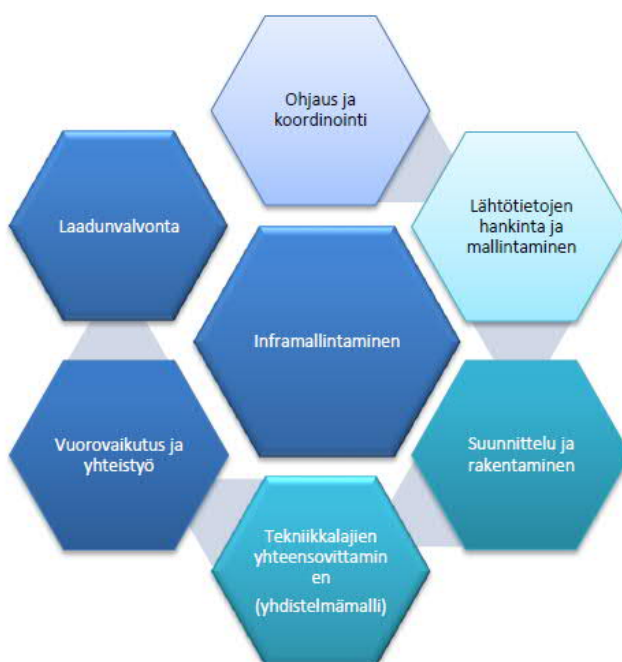 Ohjaus ja
koordinointi
Lähtötietojen
hankinta ja
mallintaminen
Suunnittelu ja
rakentaminen
Tekniikkalajien
yhteensovittamin
en
(yhdistelmämalli)
Vuorovaikutus ja
yhteistyö
Laadunvalvonta
Inframallintaminen